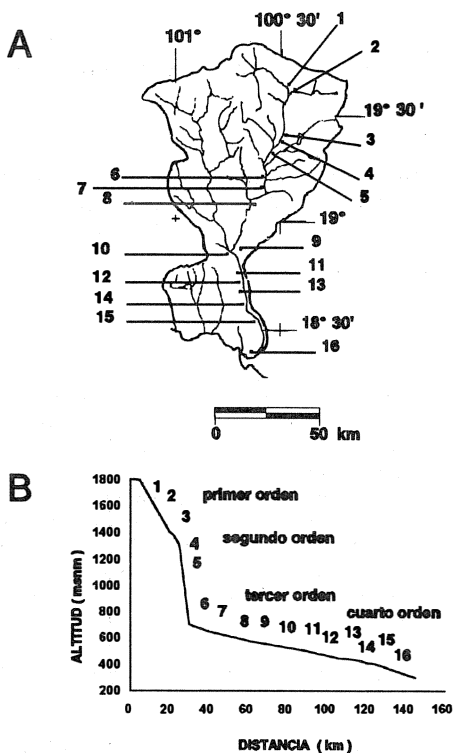 A
101°
100° 30'
1
2
19° 30 '
3
4
5
6
7
8
19°
9
10
11
12
13
14
15
18° 30'
16
0 50 km
B
ALTITUD ( msnm )
1800
1600
1400
1200
1000
800
600
400
200
1 2 primer orden
3
4 segundo orden
5
tercer orden
6 7 8 9 10 11 12
cuarto orden
13 14 15 16
0 20 40 60 80 100 120 140 160
DISTANCIA ( km )